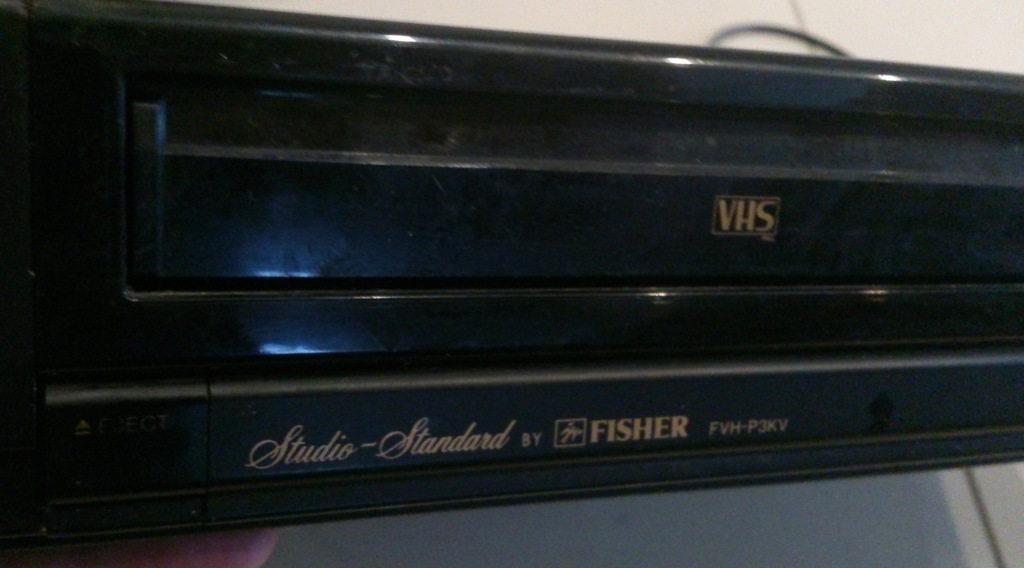 VHS
EJECT
Studio-Standard BY FISHER FVH-P3KV